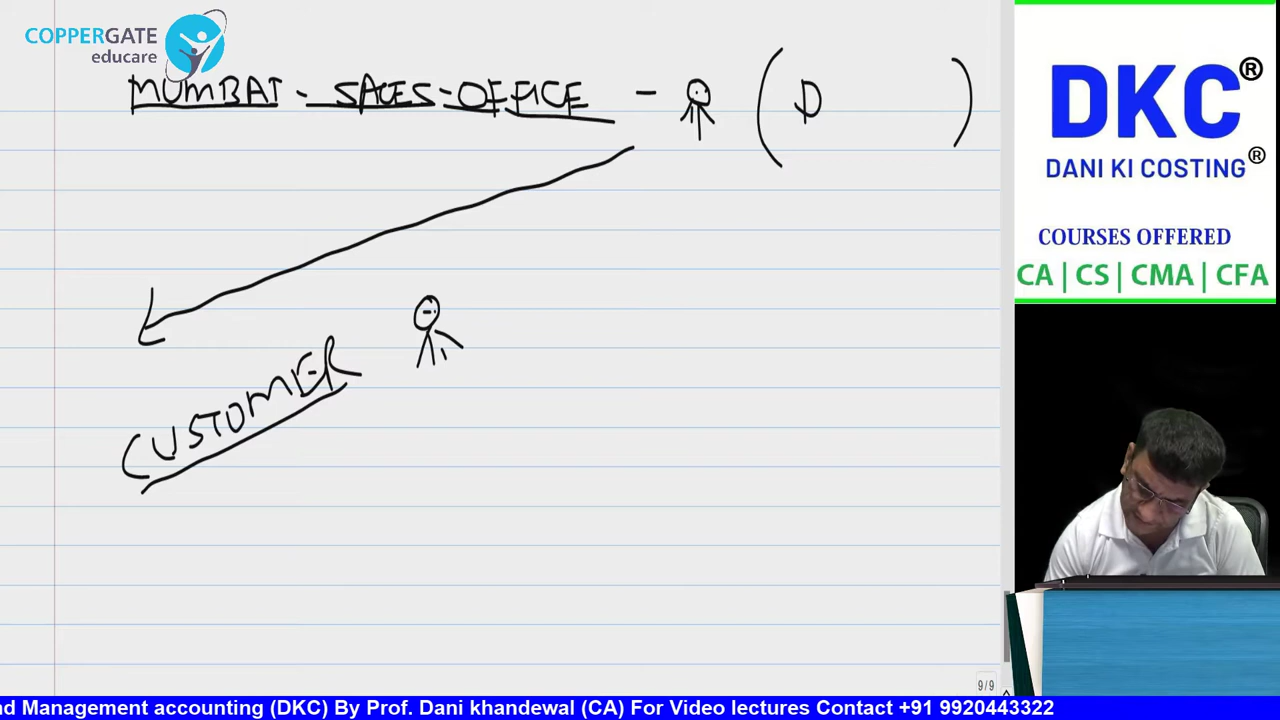 COPPERGATE
educare
MUMBAI - SALES - OFFICE - ( D )
CUSTOMER
9/9
DKC®
DANI KI COSTING®
COURSES OFFERED
CA | CS | CMA | CFA
nd Management accounting (DKC) By Prof. Dani khandewal (CA) For Video lectures Contact +91 9920443322